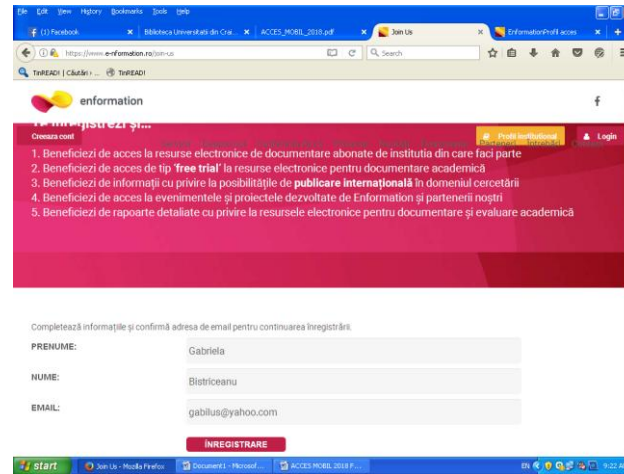 File Edit View History Bookmarks Tools Help
(1) Facebook
Biblioteca Universitatii din Crai...
ACCES_MOBIL_2018.pdf
Join Us
EnformationProfil acces
https://www.e-nformation.ro/join-us
Search
TinREAD! | Căutări :: ...
TinREAD!
enformation
Te înregistrezi și...
Creeaza cont
Profil institutional
Login
Parteneri
Intrebări
1. Beneficiezi de acces la resurse electronice de documentare abonate de institutia din care faci parte
2. Beneficiezi de acces de tip 'free trial' la resurse electronice pentru documentare academică
3. Beneficiezi de informații cu privire la posibilitățile de publicare internațională în domeniul cercetării
4. Beneficiezi de acces la evenimentele și proiectele dezvoltate de Enformation și partenerii noștri
5. Beneficiezi de rapoarte detaliate cu privire la resursele electronice pentru documentare și evaluare academică
Completează informațiile și confirmă adresa de email pentru continuarea înregistrării.
PRENUME:
Gabriela
NUME:
Bistriceanu
EMAIL:
gabilus@yahoo.com
ÎNREGISTRARE
start
Join Us - Mozilla Firefox
Document1 - Microsof...
ACCES MOBIL 2018 F...
EN
9:22 AM